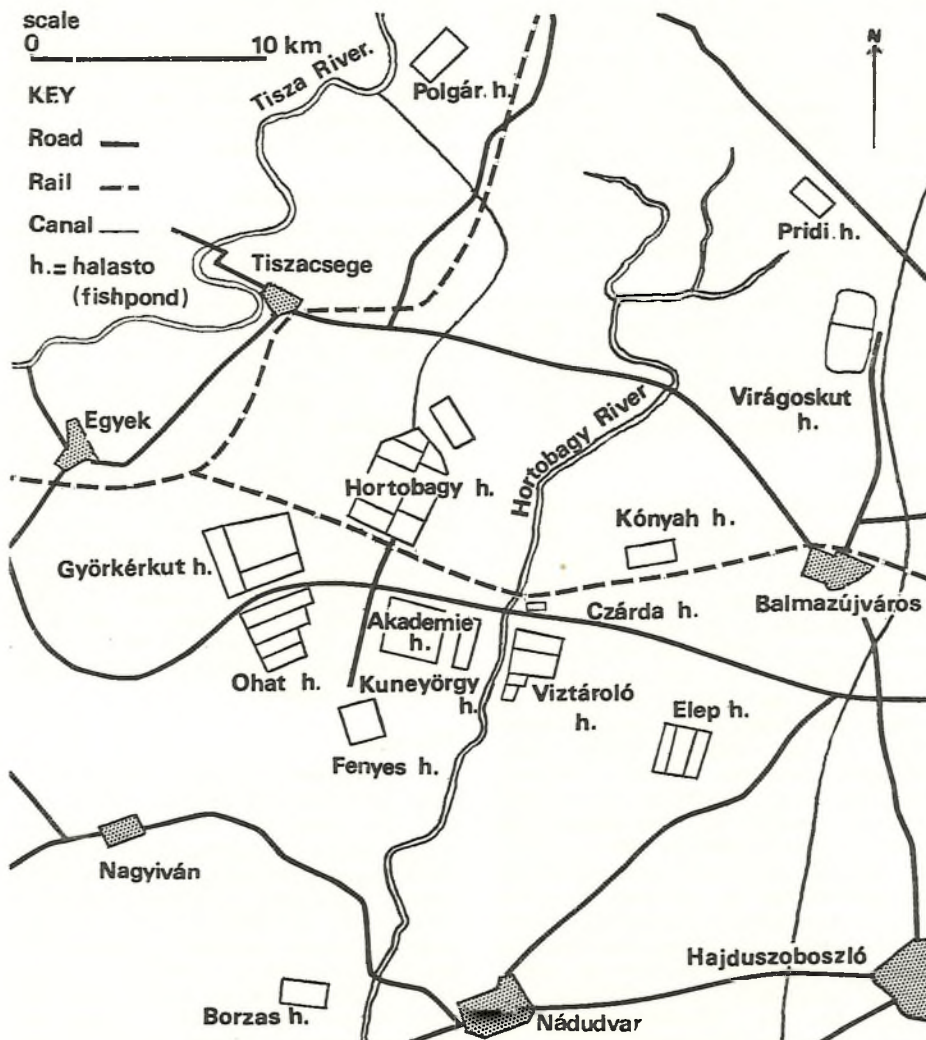 scale
0 10 km
KEY
Road
Rail
Canal
h. = halasto
(fishpond)
N
Tisza River.
Polgár. h.
Pridi. h.
Tiszacsege
Virágoskut
h.
Egyek
Hortobagy River
Hortobagy h.
Kónyah h.
Györkérkut h.
Balmazújváros
Czárda h.
Akademie
h.
Ohat h.
Kuneyörgy
h.
Viztároló
h.
Elep h.
Fenyes h.
Nagyiván
Hajduszoboszló
Borzas h.
Nádudvar